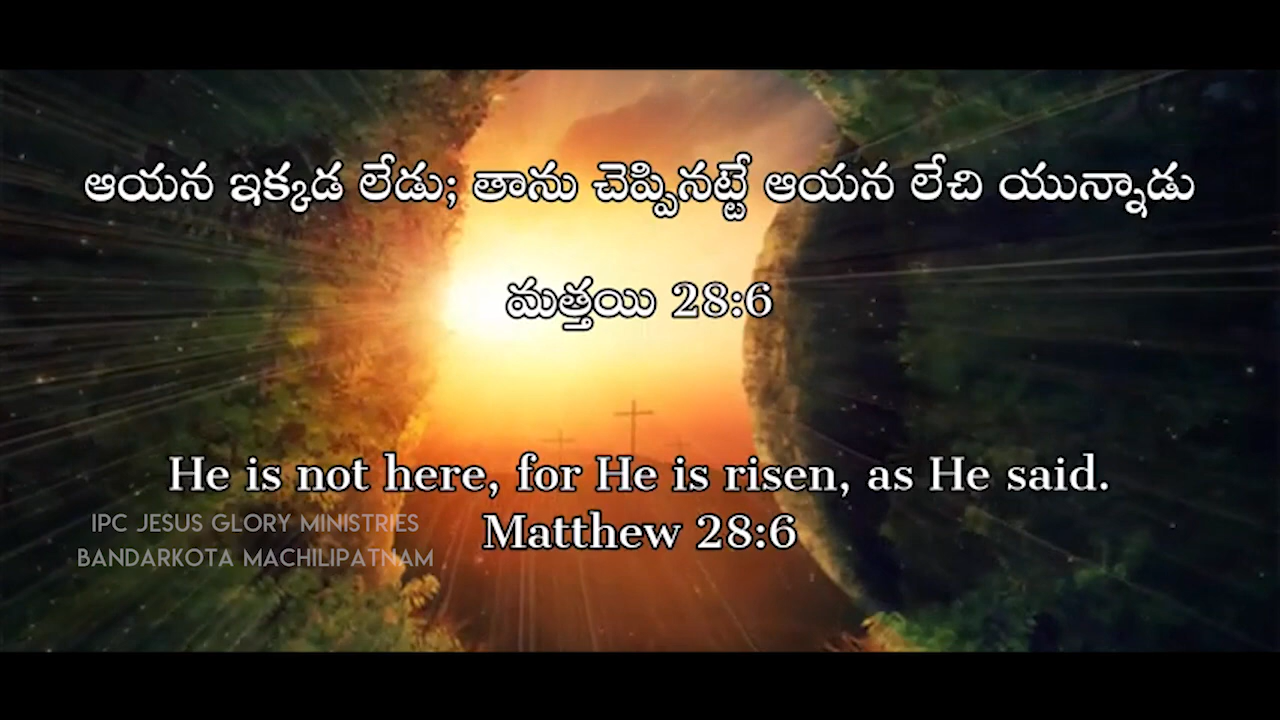 ఆయన ఇక్కడ లేడు; తాను చెప్పినట్టే ఆయన లేచి యున్నాడు
మత్తయి 28:6
He is not here, for He is risen, as He said.
Matthew 28:6
IPC JESUS GLORY MINISTRIES
BANDARKOTA MACHILIPATNAM